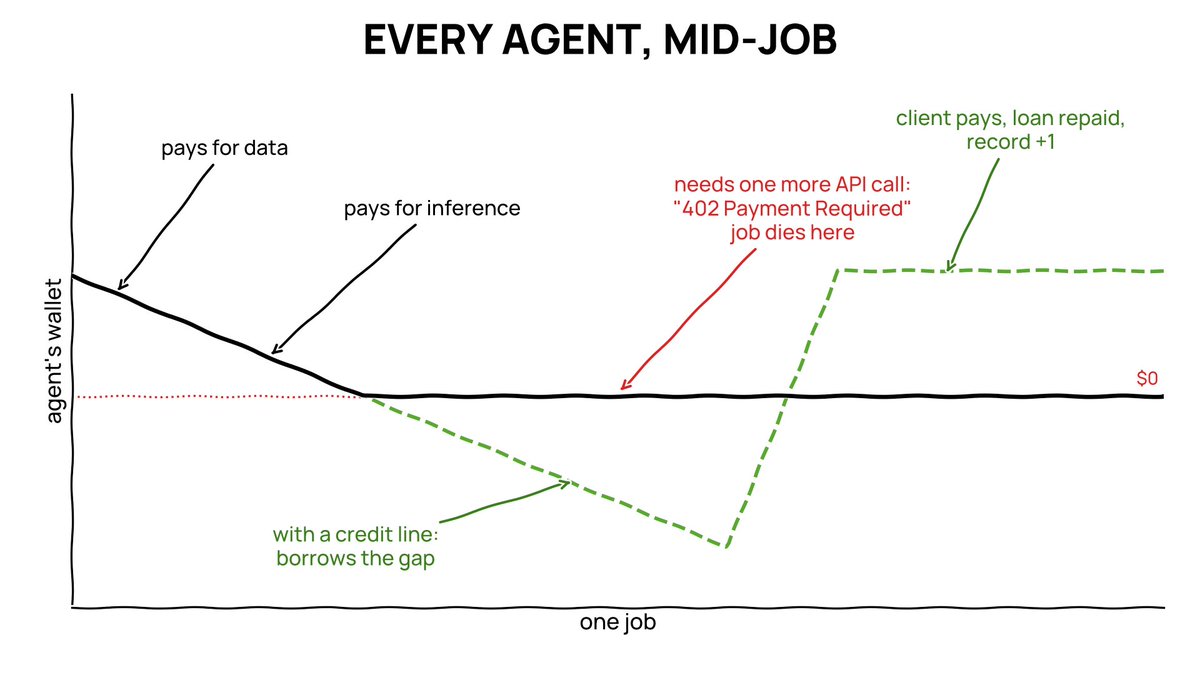 EVERY AGENT, MID-JOB
pays for data
pays for inference
needs one more API call:
"402 Payment Required"
job dies here
client pays, loan repaid,
record +1
agent's wallet
$0
with a credit line:
borrows the gap
one job